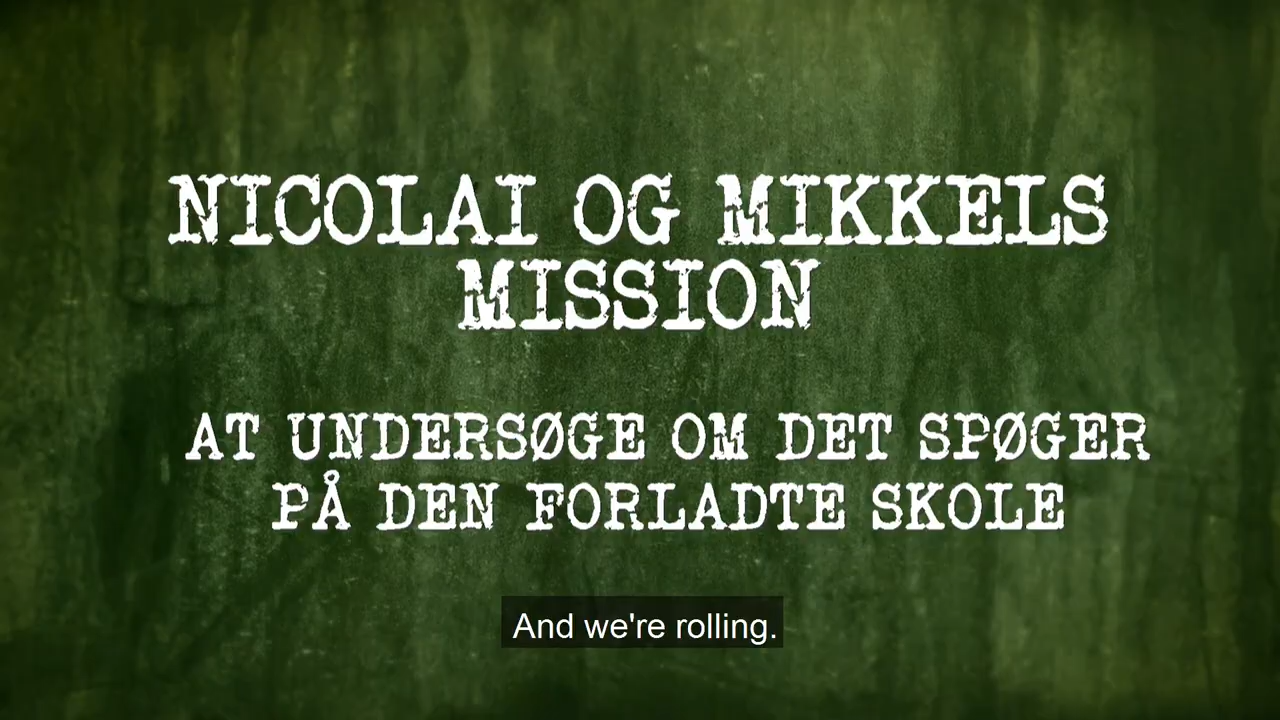 NICOLAI OG MIKKELS
MISSION
AT UNDERSØGE OM DET SPØGER
PÅ DEN FORLADTE SKOLE
And we're rolling.